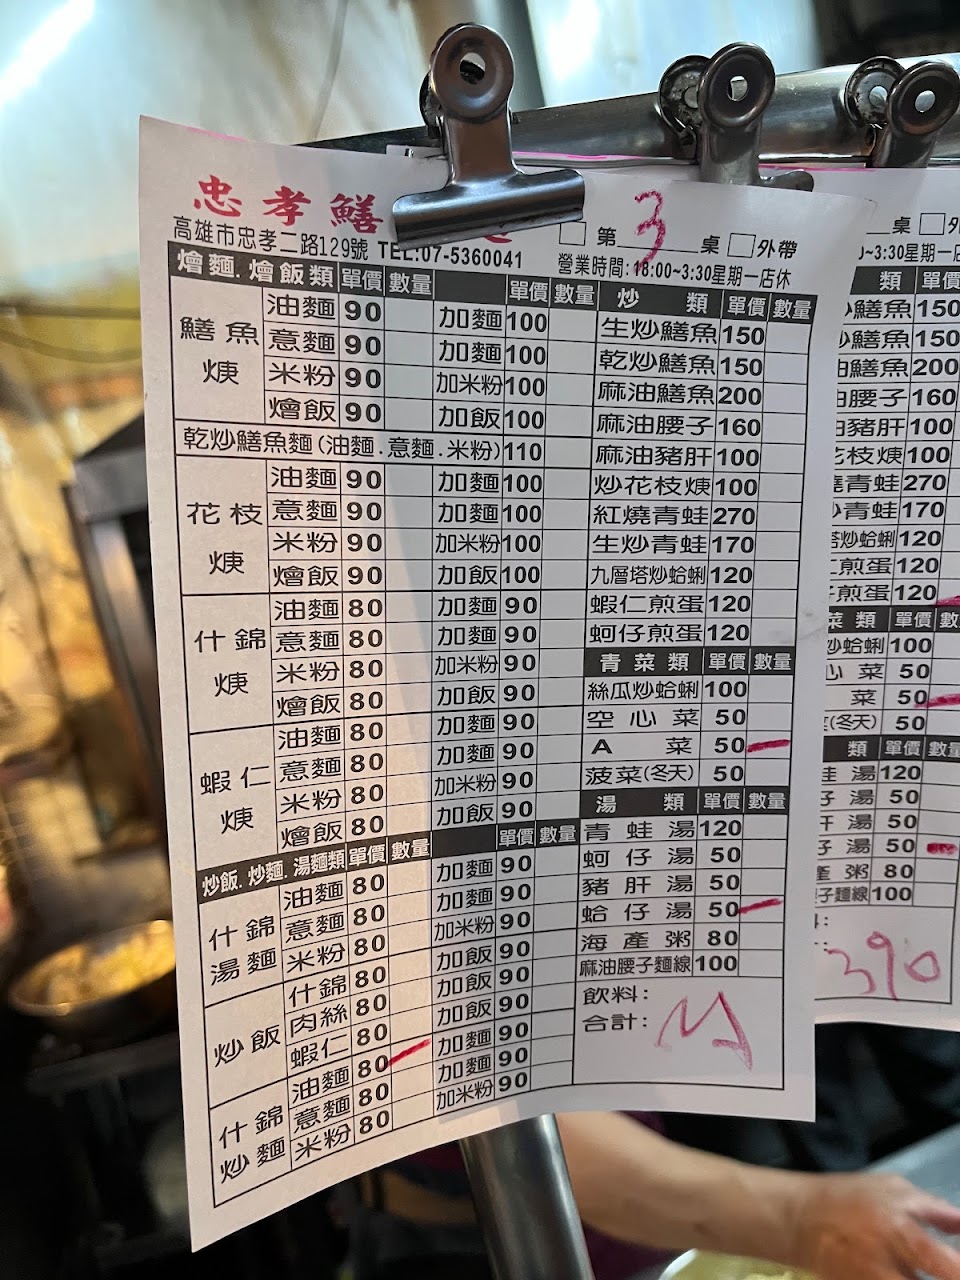 忠孝鱔
高雄市忠孝二路129號 TEL:07-5360041
第 3 桌 外帶
營業時間:18:00~3:30星期一店休
燴麵.燴飯類 單價 數量 單價 數量
鱔魚焿
油麵 90 加麵 100
意麵 90 加麵 100
米粉 90 加米粉 100
燴飯 90 加飯 100
乾炒鱔魚麵(油麵.意麵.米粉) 110
花枝焿
油麵 90 加麵 100
意麵 90 加麵 100
米粉 90 加米粉 100
燴飯 90 加飯 100
什錦焿
油麵 80 加麵 90
意麵 80 加麵 90
米粉 80 加米粉 90
燴飯 80 加飯 90
蝦仁焿
油麵 80 加麵 90
意麵 80 加麵 90
米粉 80 加米粉 90
燴飯 80 加飯 90
炒飯.炒麵.湯麵類 單價 數量 單價 數量
什錦湯麵
油麵 80 加麵 90
意麵 80 加麵 90
米粉 80 加米粉 90
炒飯
什錦 80 加飯 90
肉絲 80 加飯 90
蝦仁 80 加飯 90
什錦炒麵
油麵 80 加麵 90
意麵 80 加麵 90
米粉 80 加米粉 90
炒類 單價 數量
生炒鱔魚 150
乾炒鱔魚 150
麻油鱔魚 200
麻油腰子 160
麻油豬肝 100
炒花枝焿 100
紅燒青蛙 270
生炒青蛙 170
九層塔炒蛤蜊 120
蝦仁煎蛋 120
蚵仔煎蛋 120
青菜類 單價 數量
絲瓜炒蛤蜊 100
空心菜 50
A菜 50
菠菜(冬天) 50
湯類 單價 數量
青蛙湯 120
蚵仔湯 50
豬肝湯 50
蛤仔湯 50
海產粥 80
麻油腰子麵線 100
飲料:
合計:
桌 外帶
~3:30星期一店休
類 單價 數量
鱔魚 150
鱔魚 150
鱔魚 200
腰子 160
豬肝 100
花枝焿 100
青蛙 270
青蛙 170
炒蛤蜊 120
煎蛋 120
煎蛋 120
菜類 單價 數
炒蛤蜊 100
心菜 50
菜 50
(冬天) 50
類 單價 數量
湯 120
湯 50
湯 50
湯 50
粥 80
子麵線 100
390